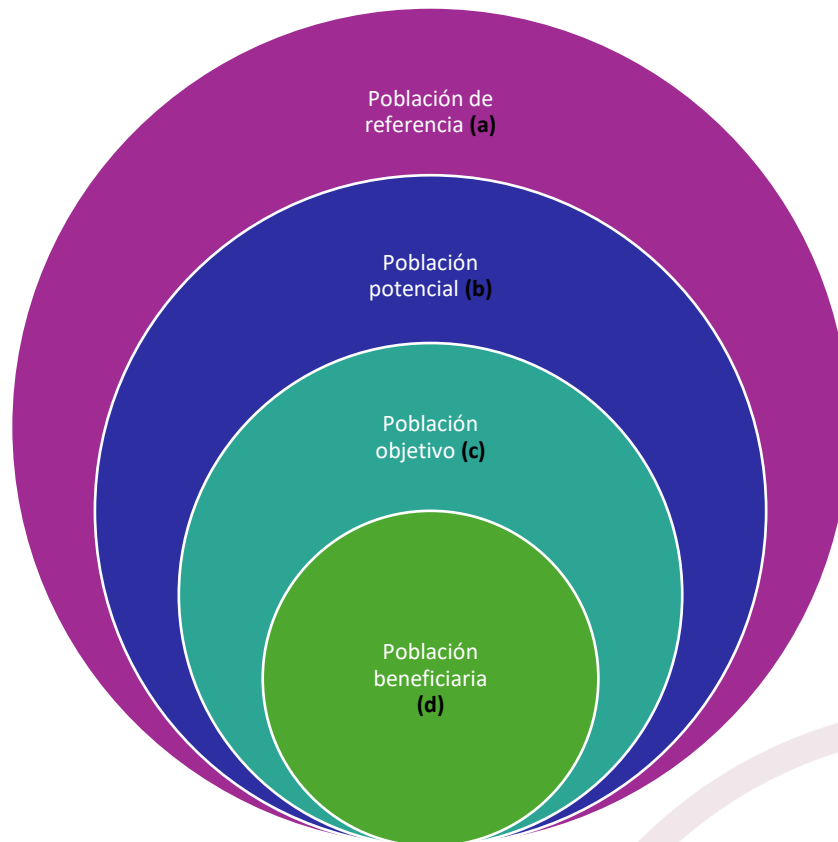 Población de
referencia (a)
Población
potencial (b)
Población
objetivo (c)
Población
beneficiaria
(d)